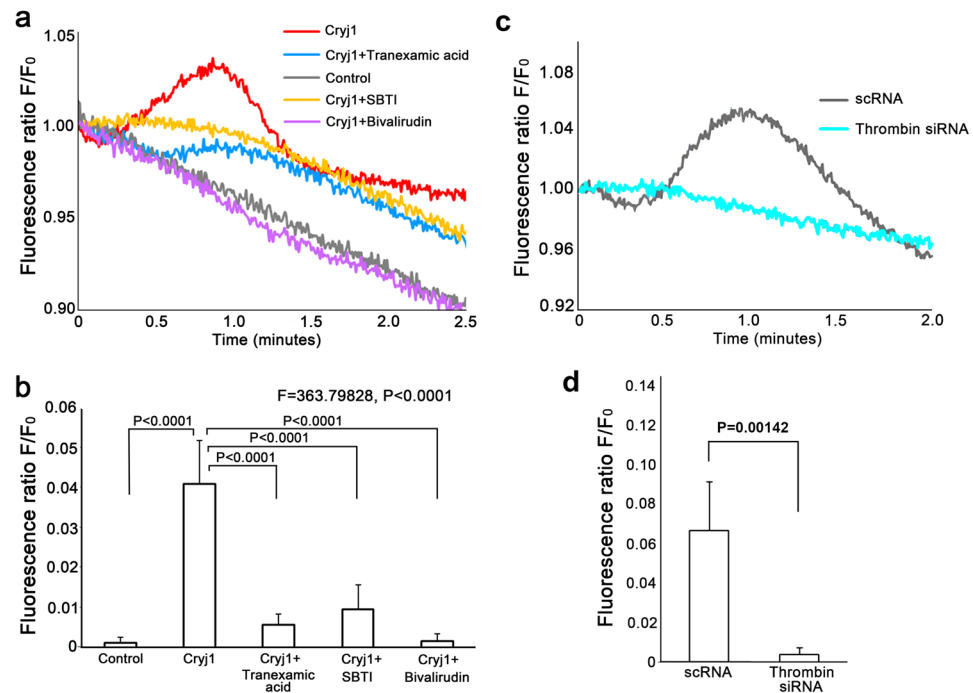 a
Fluorescence ratio F/F0
1.05
1.00
0.95
0.90
0
0.5
1.0
1.5
2.0
2.5
Time (minutes)
Cryj1
Cryj1+Tranexamic acid
Control
Cryj1+SBTI
Cryj1+Bivalirudin
c
Fluorescence ratio F/F0
1.08
1.04
1.00
0.96
0.92
0
0.5
1.0
2.0
Time (minutes)
scRNA
Thrombin siRNA
b
F=363.79828, P<0.0001
Fluorescence ratio F/F0
0.06
0.05
0.04
0.03
0.02
0.01
0
P<0.0001
P<0.0001
P<0.0001
P<0.0001
Control
Cryj1
Cryj1+
Tranexamic
acid
Cryj1+
SBTI
Cryj1+
Bivalirudin
d
Fluorescence ratio F/F0
0.14
0.12
0.10
0.08
0.06
0.04
0.02
0
P=0.00142
scRNA
Thrombin
siRNA